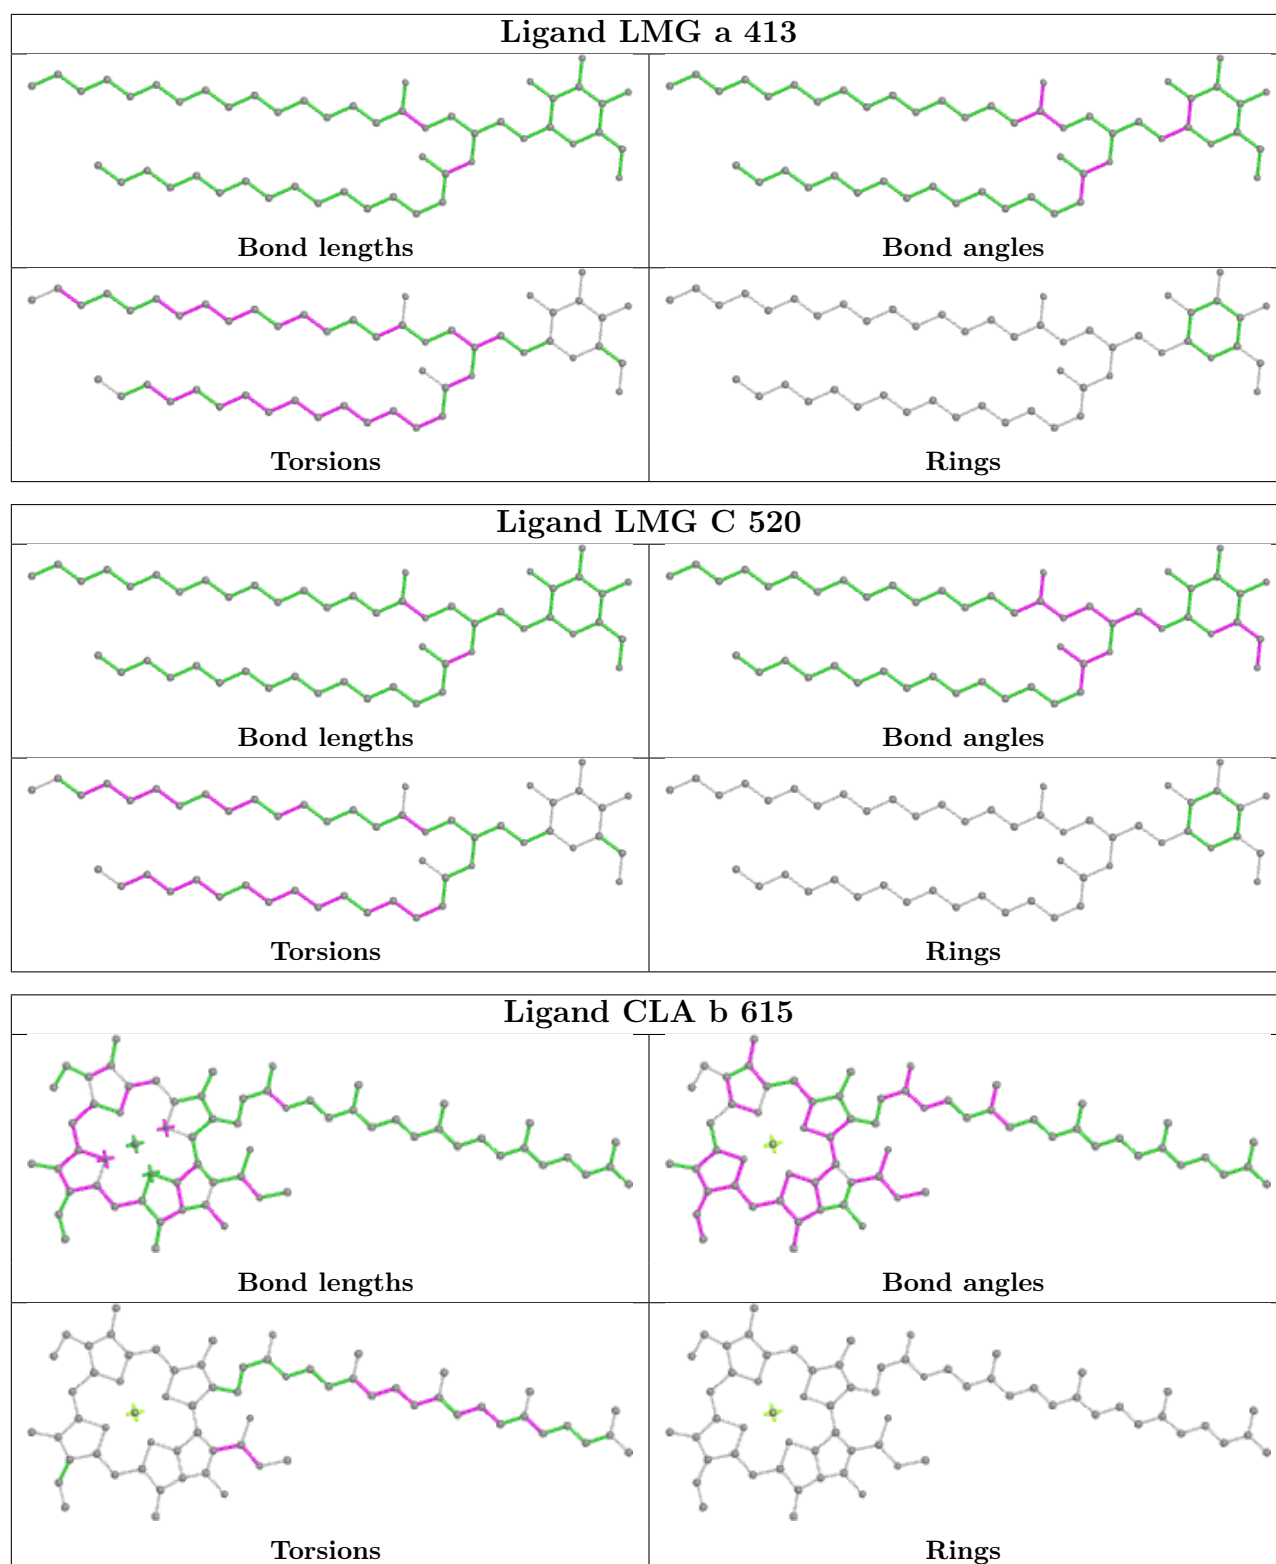 Ligand LMG a 413
Bond lengths
Bond angles
Torsions
Rings
Ligand LMG C 520
Bond lengths
Bond angles
Torsions
Rings
Ligand CLA b 615
Bond lengths
Bond angles
Torsions
Rings